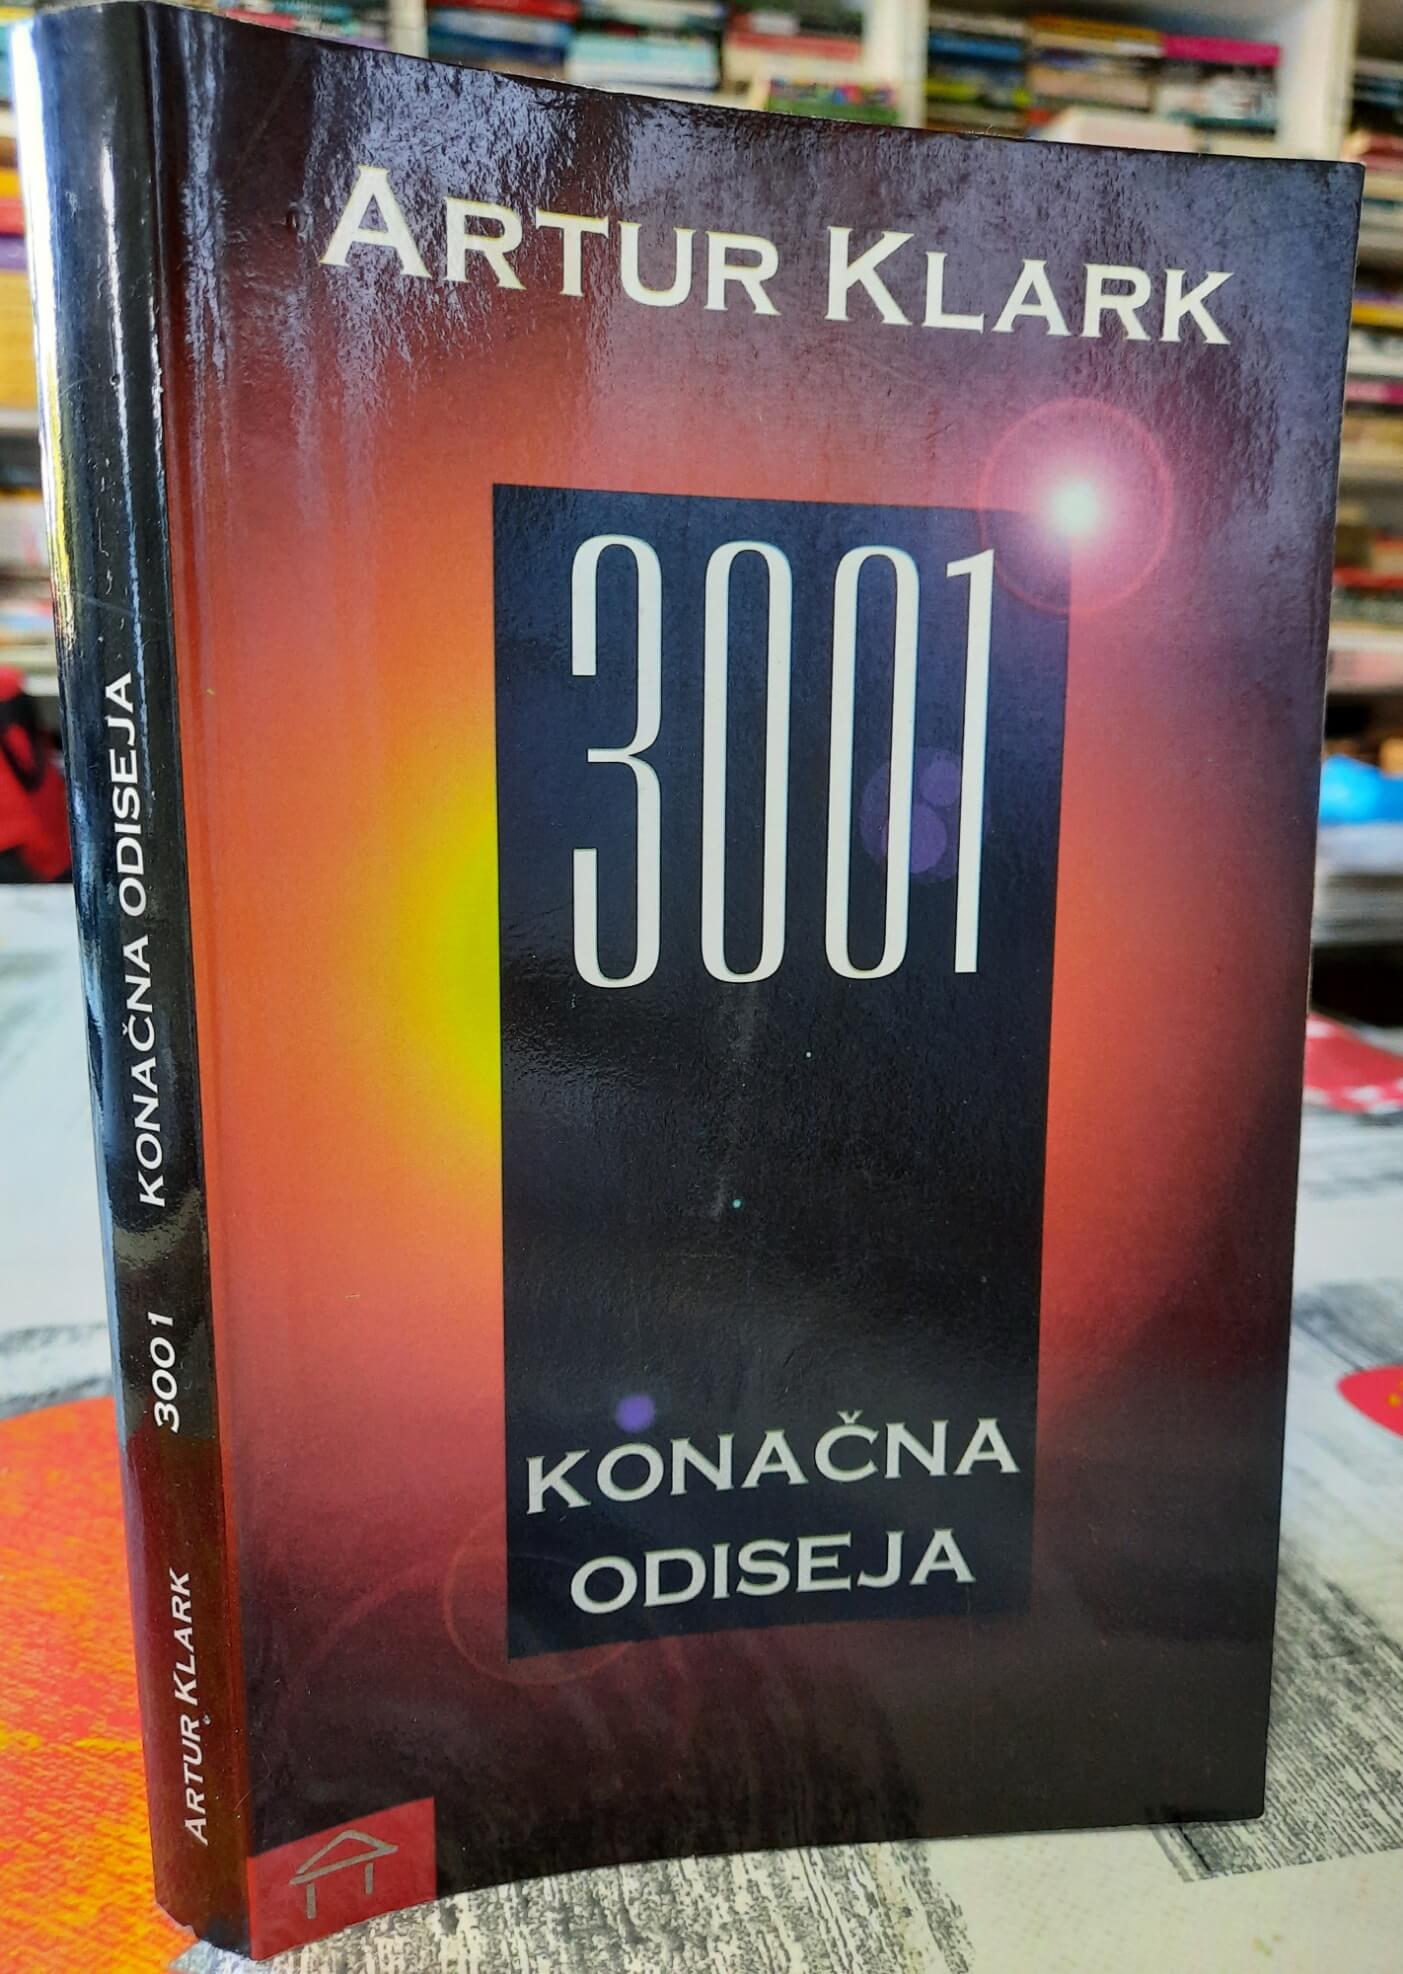 ARTUR KLARK
3001
KONAČNA
ODISEJA
ARTUR KLARK 3001 KONAČNA ODISEJA